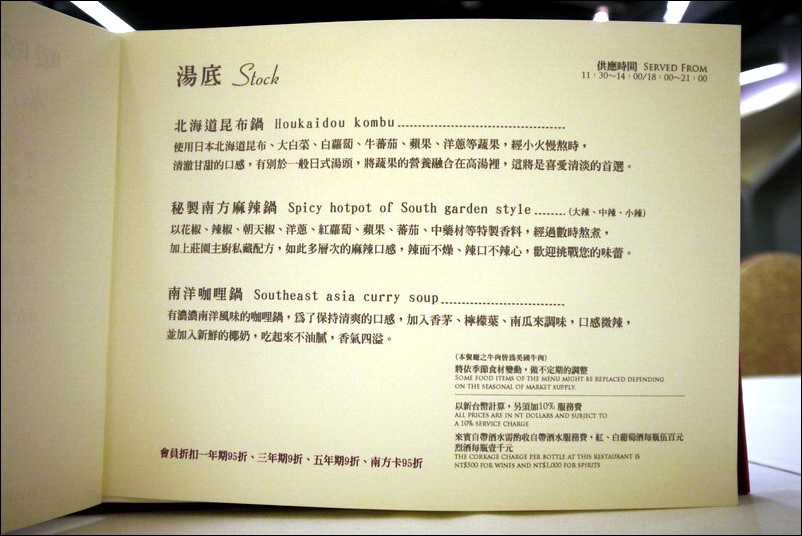 湯底 Stock
供應時間 SERVED FROM
11：30～14：00/18：00～21：00
北海道昆布鍋 Houkaidou kombu
使用日本北海道昆布、大白菜、白蘿蔔、牛蕃茄、蘋果、洋蔥等蔬果，經小火慢熬時，
清澈甘甜的口感，有別於一般日式湯頭，將蔬果的營養融合在高湯裡，這將是喜愛清淡的首選。
秘製南方麻辣鍋 Spicy hotpot of South garden style (大辣、中辣、小辣)
以花椒、辣椒、朝天椒、洋蔥、紅蘿蔔、蘋果、蕃茄、中藥材等特製香料，經過數時熬煮，
加上莊園主廚私藏配方，如此多層次的麻辣口感，辣而不燥、辣口不辣心，歡迎挑戰您的味蕾。
南洋咖哩鍋 Southeast asia curry soup
有濃濃南洋風味的咖哩鍋，為了保持清爽的口感，加入香茅、檸檬葉、南瓜來調味，口感微辣，
並加入新鮮的椰奶，吃起來不油膩，香氣四溢。
(本餐廳之牛肉皆為美國牛肉)
將依季節食材變動，做不定期的調整
SOME FOOD ITEMS OF THE MENU MIGHT BE REPLACED DEPENDING
ON THE SEASONAL OF MARKET SUPPLY.
以新台幣計算，另須加10% 服務費
ALL PRICES ARE IN NT DOLLARS AND SUBJECT TO
A 10% SERVICE CHARGE
來賓自帶酒水需酌收自帶酒水服務費，紅、白葡萄酒每瓶伍百元
烈酒每瓶壹千元
THE CORKAGE CHARGE PER BOTTLE AT THIS RESTAURANT IS
NT$500 FOR WINES AND NT$1,000 FOR SPIRITS
會員折扣一年期95折、三年期9折、五年期9折、南方卡95折